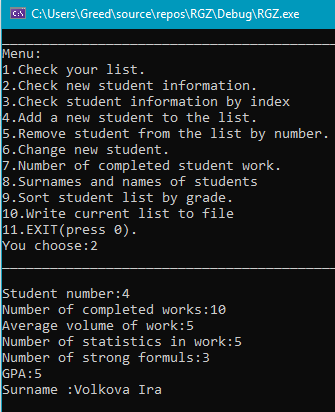 C:\Users\Greed\source\repos\RGZ\Debug\RGZ.exe
Menu:
1.Check your list.
2.Check new student information.
3.Check student information by index
4.Add a new student to the list.
5.Remove student from the list by number.
6.Change new student.
7.Number of completed student work.
8.Surnames and names of students
9.Sort student list by grade.
10.Write current list to file
11.EXIT(press 0).
You choose:2
Student number:4
Number of completed works:10
Average volume of work:5
Number of statistics in work:5
Number of strong formuls:3
GPA:5
Surname :Volkova Ira